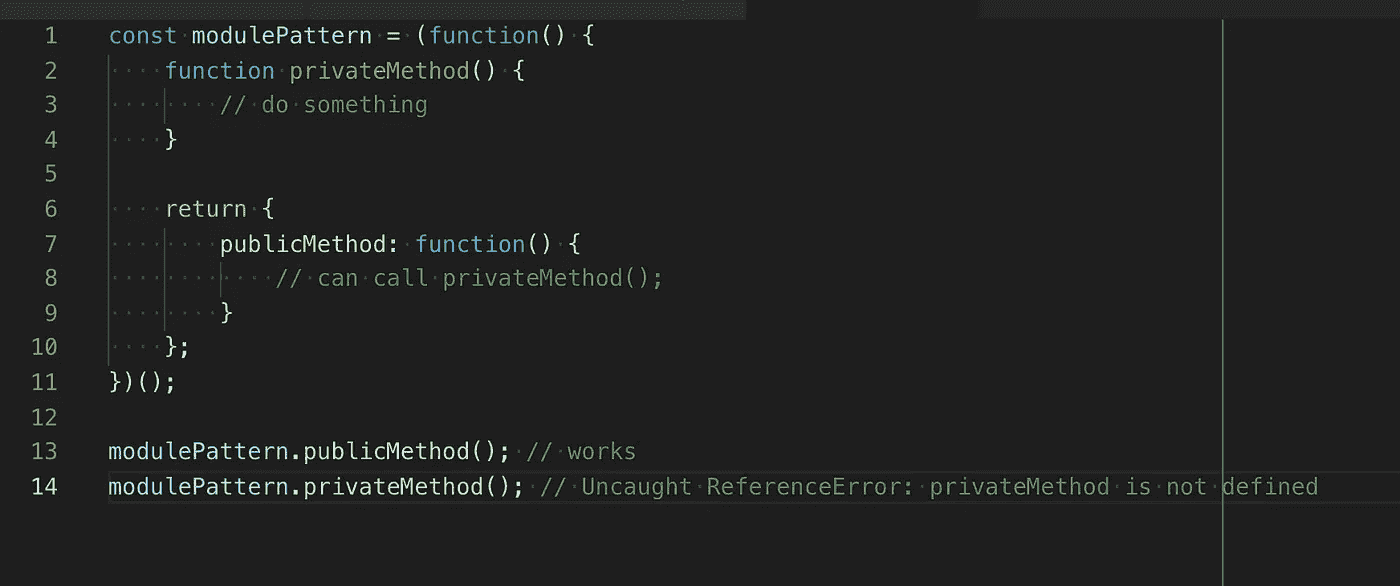 1 const modulePattern = (function() {
2     function privateMethod() {
3         // do something
4     }
5
6     return {
7         publicMethod: function() {
8             // can call privateMethod();
9         }
10     };
11 })();
12
13 modulePattern.publicMethod(); // works
14 modulePattern.privateMethod(); // Uncaught ReferenceError: privateMethod is not defined